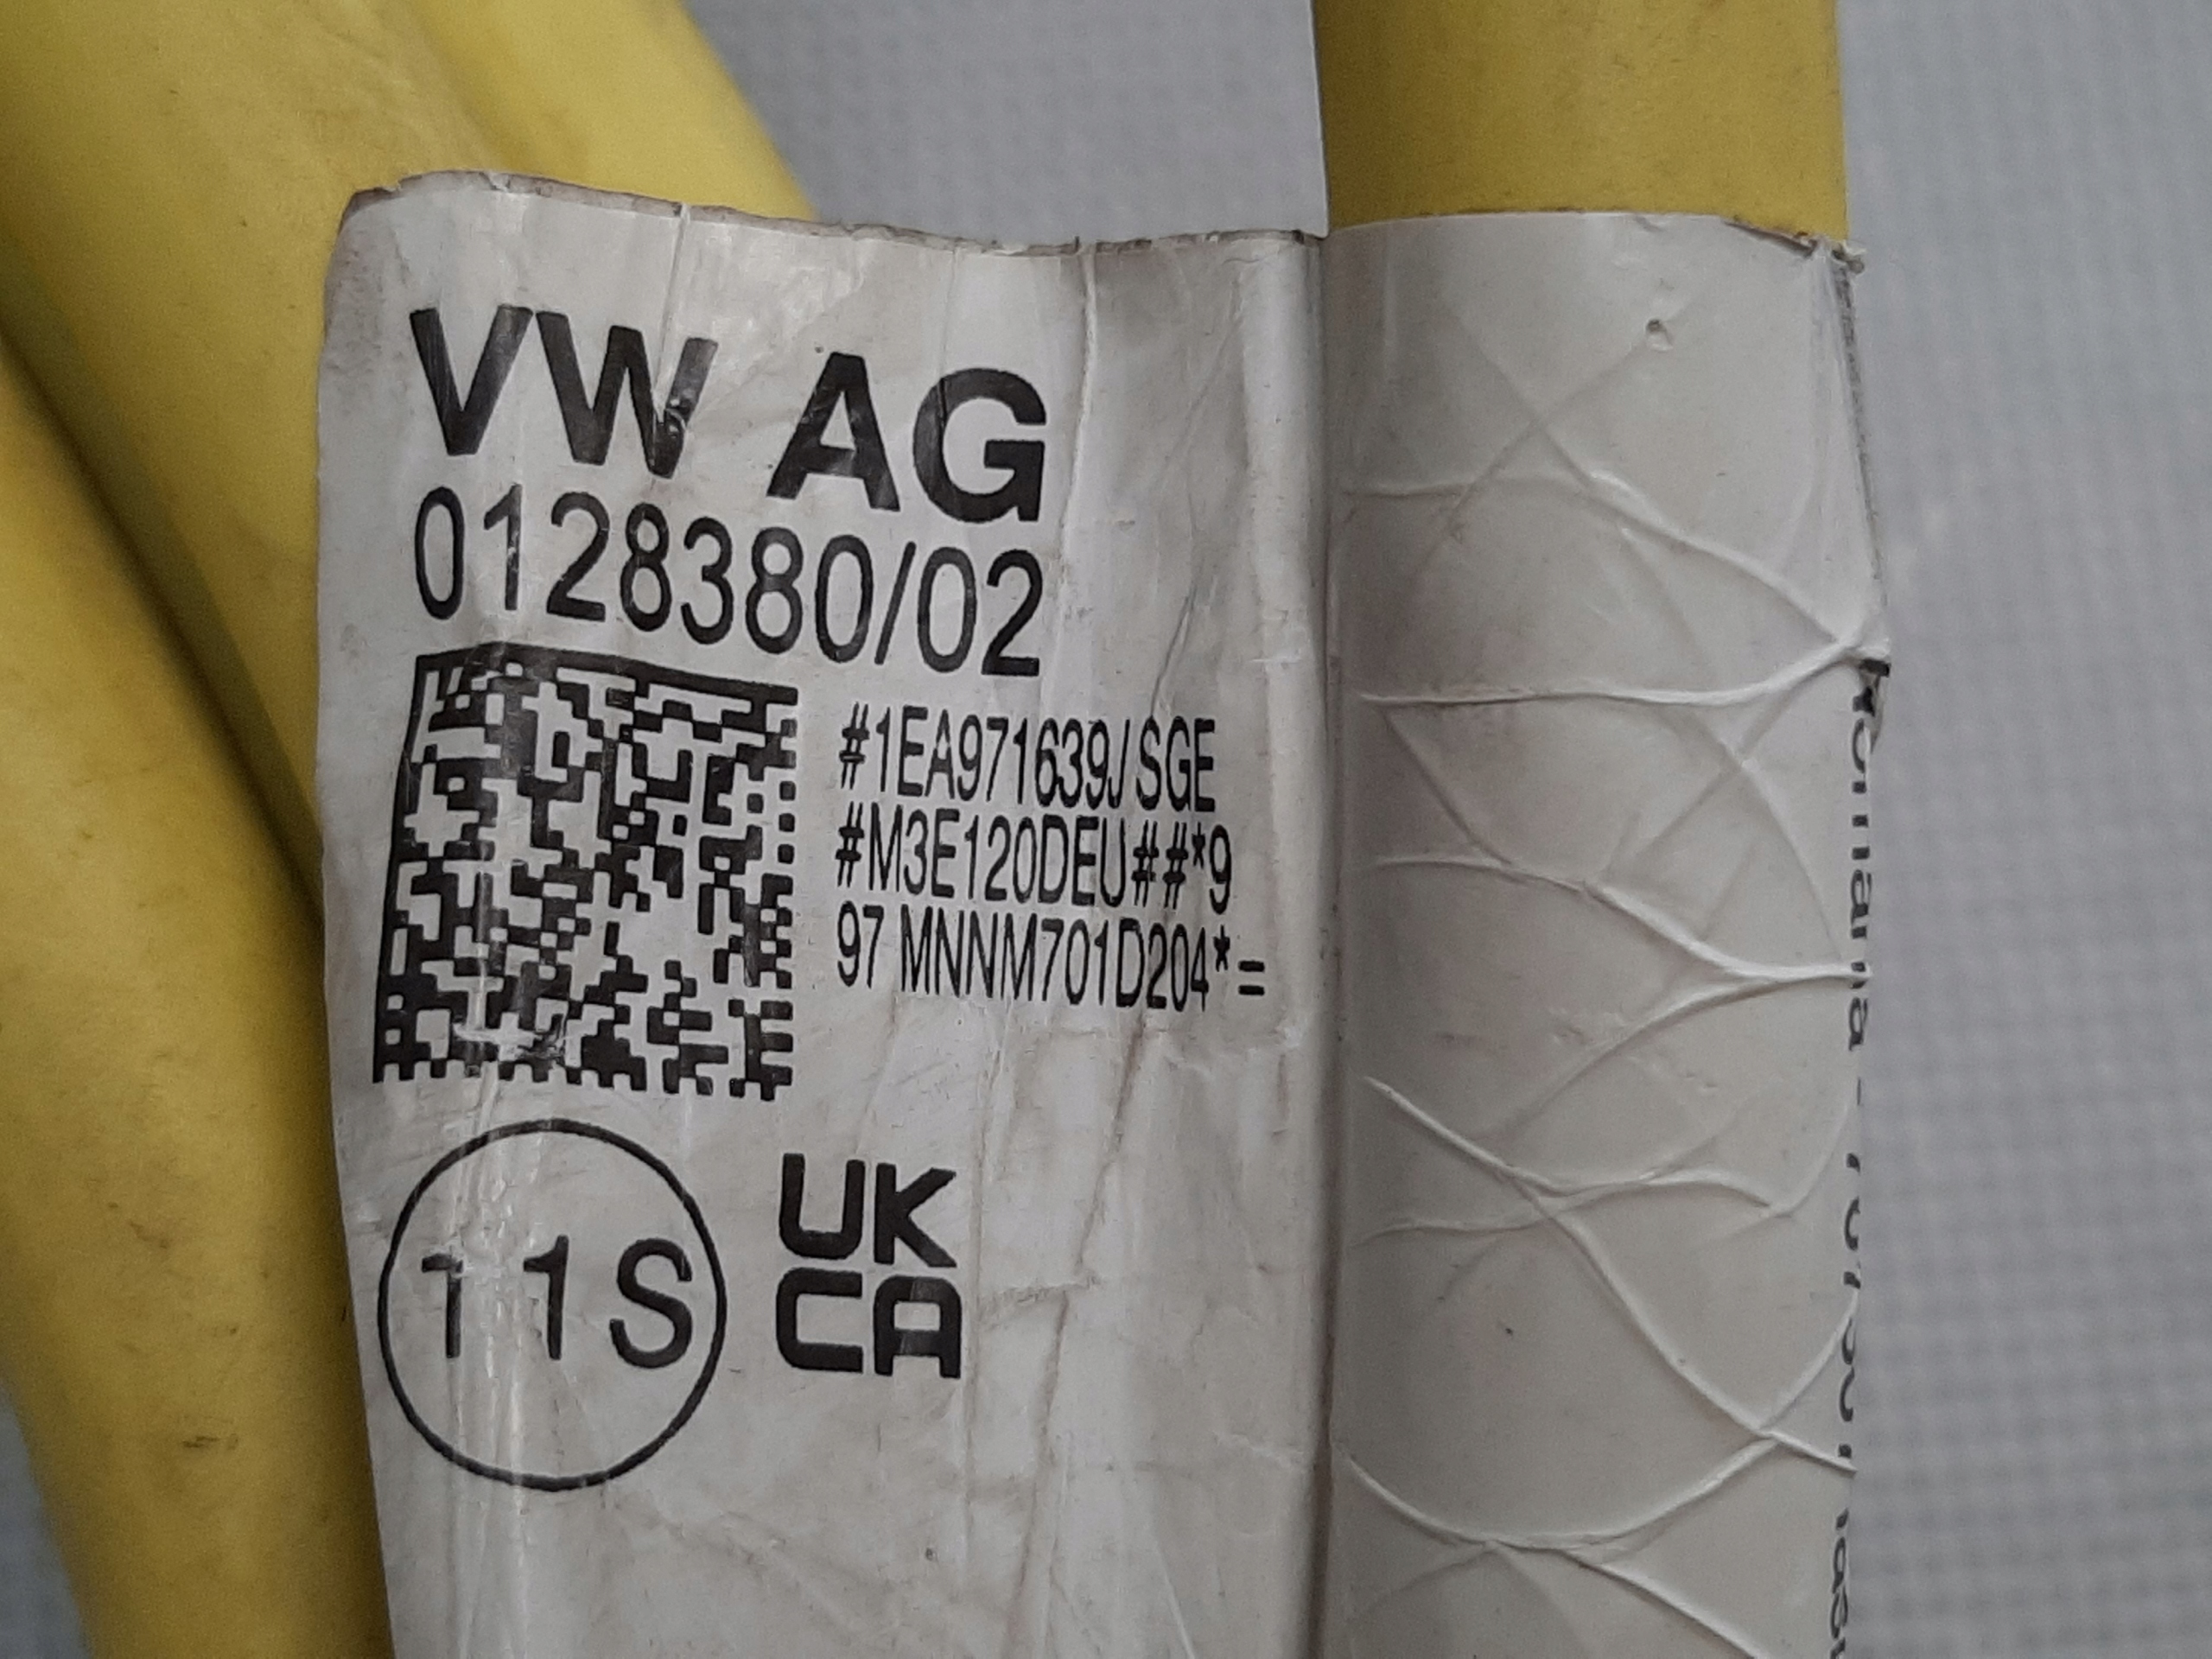 VW AG
0128380/02
#1EA971639J SGE
#M3E120DEU##*9
97 MNNM701D204*=
11S
UK
CA